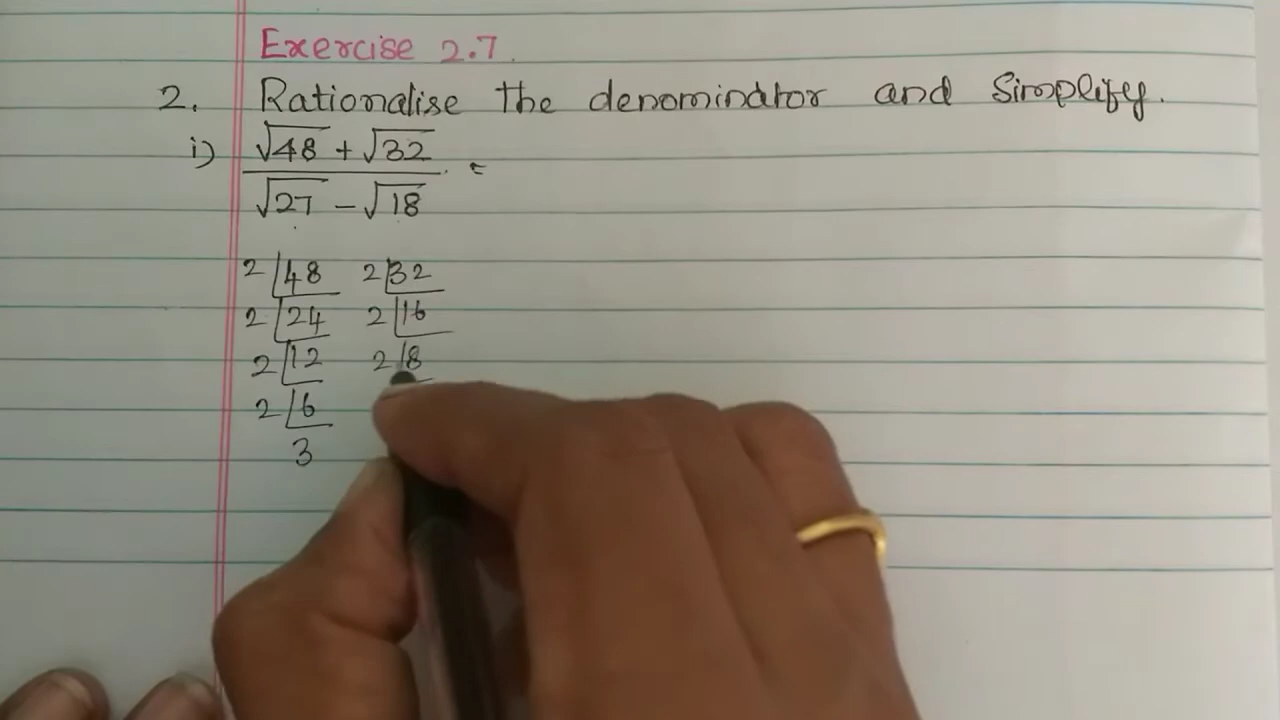 Exercise 2.7.
2. Rationalise the denominator and Simplify.
i) √48 + √32 =
√27 - √18
2 48 2 32
2 24 2 16
2 12 2 8
2 6
3